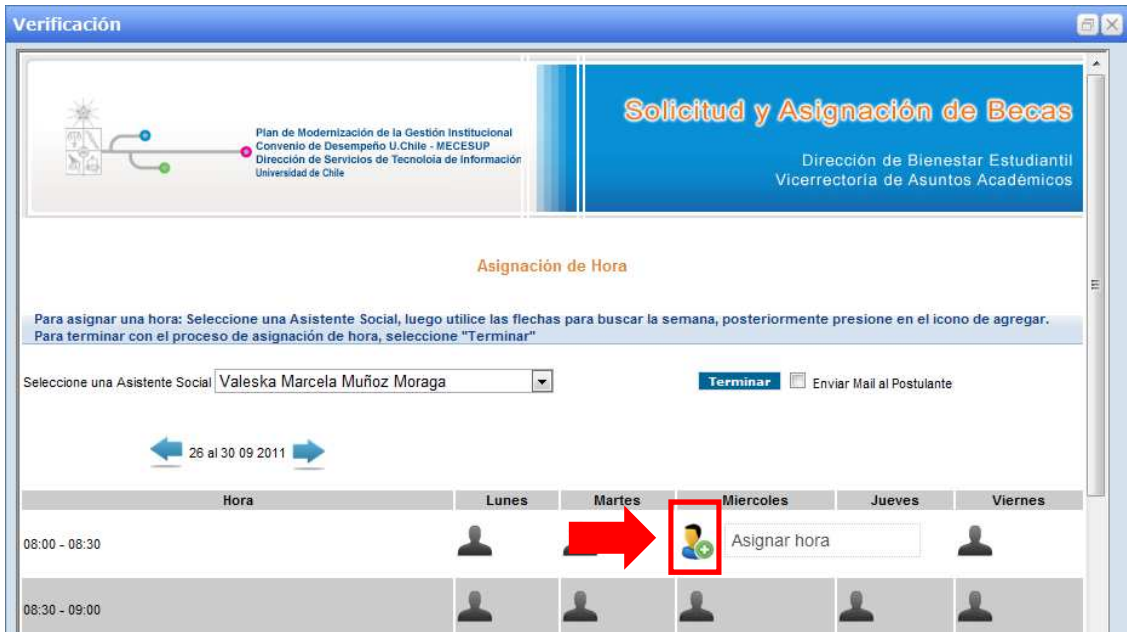 Verificación
Plan de Modernización de la Gestión Institucional
Convenio de Desempeño U.Chile - MECESUP
Dirección de Servicios de Tecnoloía de Información
Universidad de Chile
Solicitud y Asignación de Becas
Dirección de Bienestar Estudiantil
Vicerrectoría de Asuntos Académicos
Asignación de Hora
Para asignar una hora: Seleccione una Asistente Social, luego utilice las flechas para buscar la semana, posteriormente presione en el icono de agregar.
Para terminar con el proceso de asignación de hora, seleccione "Terminar"
Seleccione una Asistente Social Valeska Marcela Muñoz Moraga Terminar Enviar Mail al Postulante
26 al 30 09 2011
Hora Lunes Martes Miercoles Jueves Viernes
08:00 - 08:30 Asignar hora
08:30 - 09:00